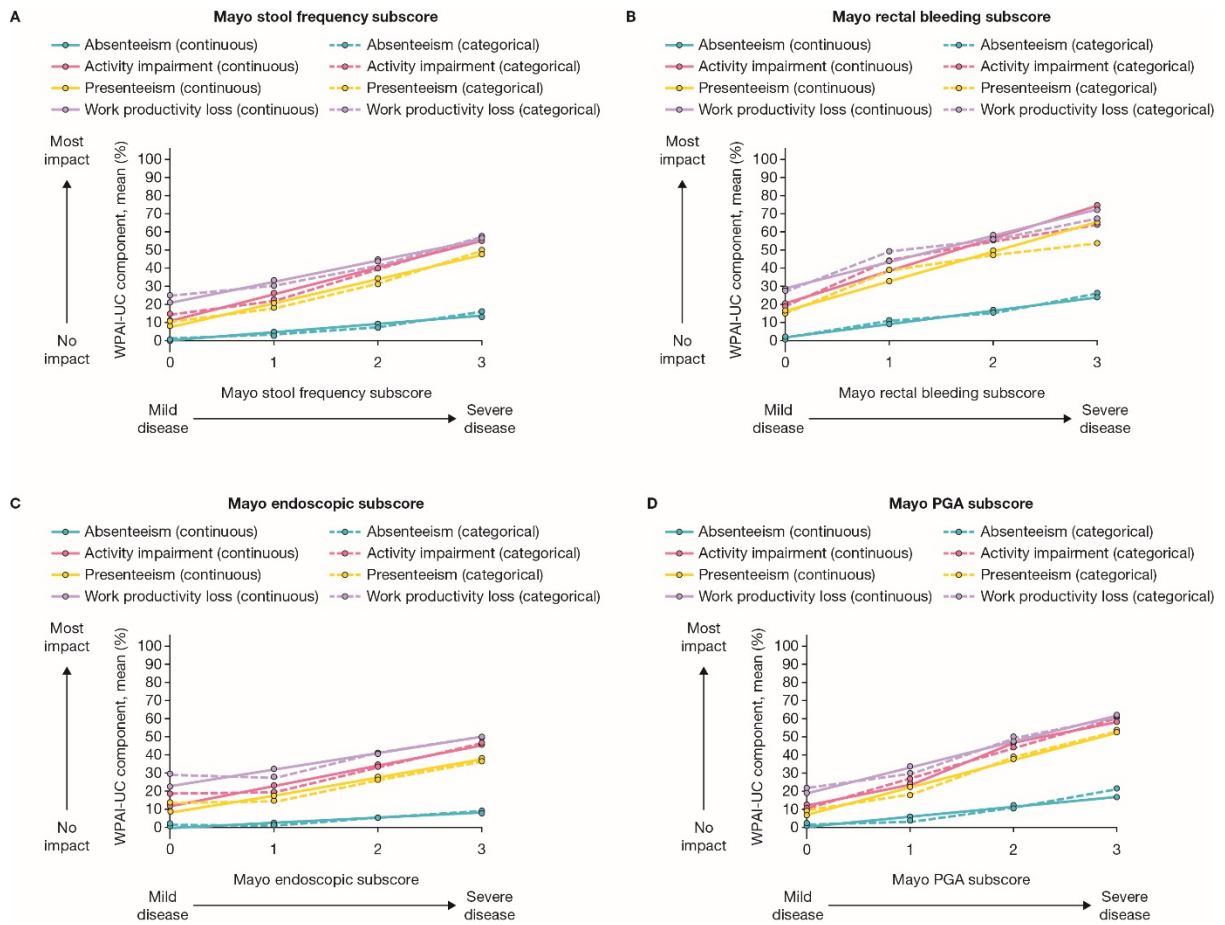 A
Mayo stool frequency subscore
Absenteeism (continuous)
Absenteeism (categorical)
Activity impairment (continuous)
Activity impairment (categorical)
Presenteeism (continuous)
Presenteeism (categorical)
Work productivity loss (continuous)
Work productivity loss (categorical)
Most
impact
No
impact
WPAI-UC component, mean (%)
100
90
80
70
60
50
40
30
20
10
0
0 1 2 3
Mayo stool frequency subscore
Mild
disease
Severe
disease
B
Mayo rectal bleeding subscore
Absenteeism (continuous)
Absenteeism (categorical)
Activity impairment (continuous)
Activity impairment (categorical)
Presenteeism (continuous)
Presenteeism (categorical)
Work productivity loss (continuous)
Work productivity loss (categorical)
Most
impact
No
impact
WPAI-UC component, mean (%)
100
90
80
70
60
50
40
30
20
10
0
0 1 2 3
Mayo rectal bleeding subscore
Mild
disease
Severe
disease
C
Mayo endoscopic subscore
Absenteeism (continuous)
Absenteeism (categorical)
Activity impairment (continuous)
Activity impairment (categorical)
Presenteeism (continuous)
Presenteeism (categorical)
Work productivity loss (continuous)
Work productivity loss (categorical)
Most
impact
No
impact
WPAI-UC component, mean (%)
100
90
80
70
60
50
40
30
20
10
0
0 1 2 3
Mayo endoscopic subscore
Mild
disease
Severe
disease
D
Mayo PGA subscore
Absenteeism (continuous)
Absenteeism (categorical)
Activity impairment (continuous)
Activity impairment (categorical)
Presenteeism (continuous)
Presenteeism (categorical)
Work productivity loss (continuous)
Work productivity loss (categorical)
Most
impact
No
impact
WPAI-UC component, mean (%)
100
90
80
70
60
50
40
30
20
10
0
0 1 2 3
Mayo PGA subscore
Mild
disease
Severe
disease